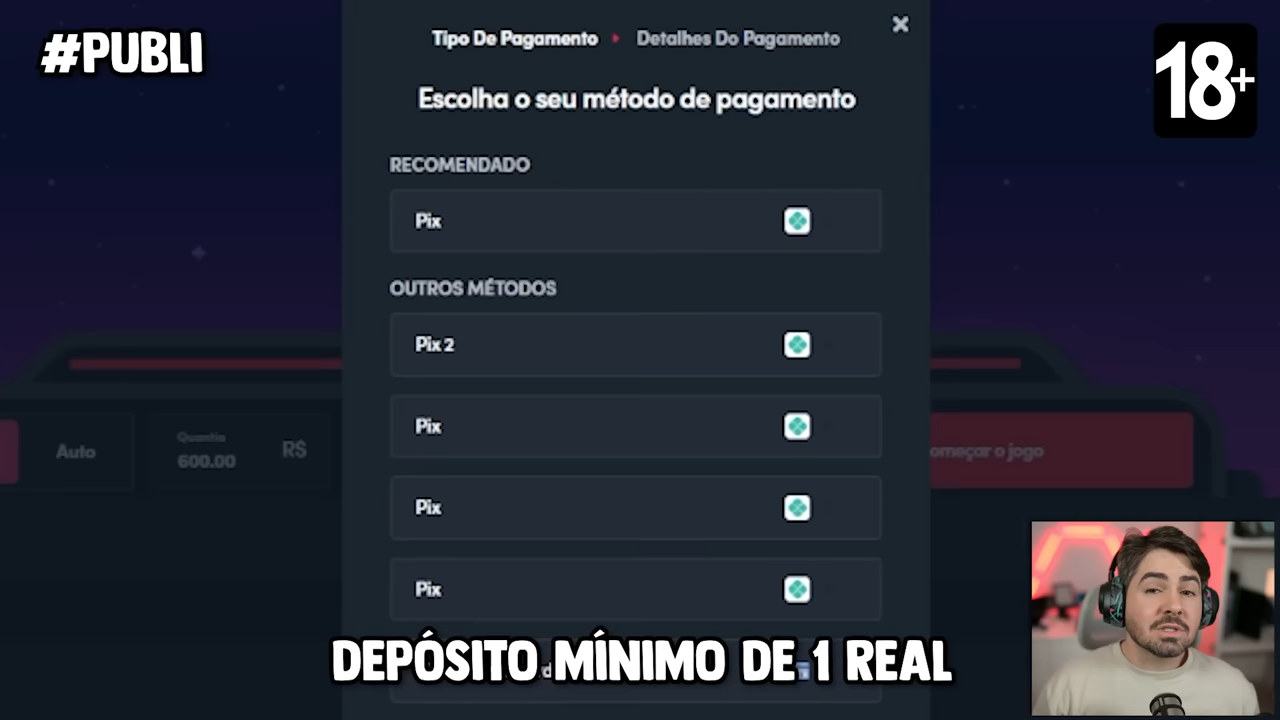 #PUBLI
Tipo De Pagamento Detalhes Do Pagamento
18+
Escolha o seu método de pagamento
RECOMENDADO
Pix
OUTROS MÉTODOS
Pix 2
Pix
Auto
Quantia
600.00
R$
omeçar o jogo
Pix
Pix
DEPÓSITO MÍNIMO DE 1 REAL